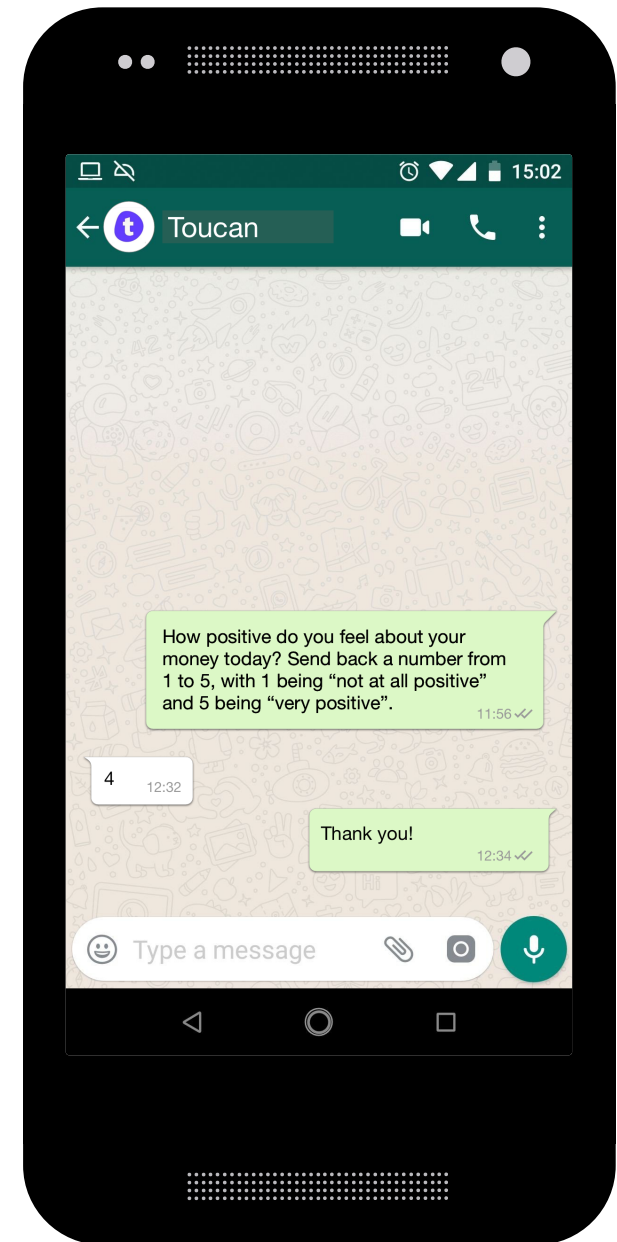 15:02
t Toucan
How positive do you feel about your
money today? Send back a number from
1 to 5, with 1 being “not at all positive”
and 5 being “very positive”.
11:56
4
12:32
Thank you!
12:34
Type a message